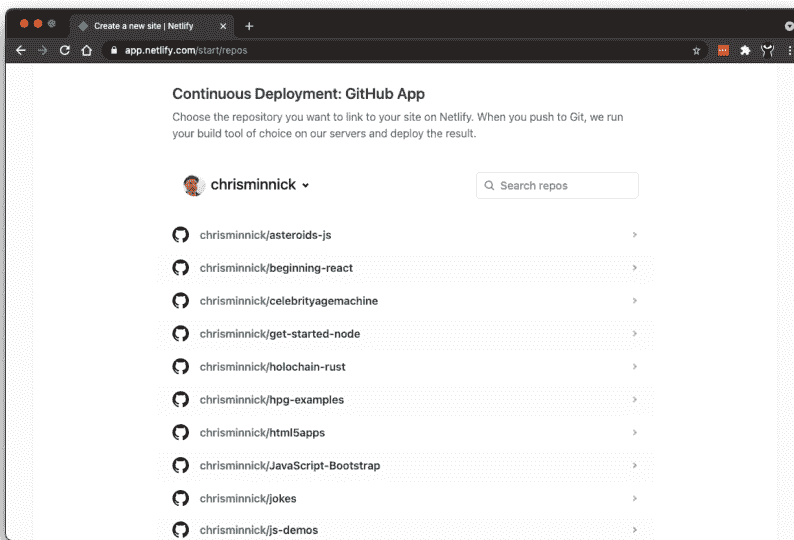 Create a new site | Netlify
app.netlify.com/start/repos
Continuous Deployment: GitHub App
Choose the repository you want to link to your site on Netlify. When you push to Git, we run
your build tool of choice on our servers and deploy the result.
chrisminnick
Search repos
chrisminnick/asteroids-js
chrisminnick/beginning-react
chrisminnick/celebrityagemachine
chrisminnick/get-started-node
chrisminnick/holochain-rust
chrisminnick/hpg-examples
chrisminnick/html5apps
chrisminnick/JavaScript-Bootstrap
chrisminnick/jokes
chrisminnick/js-demos